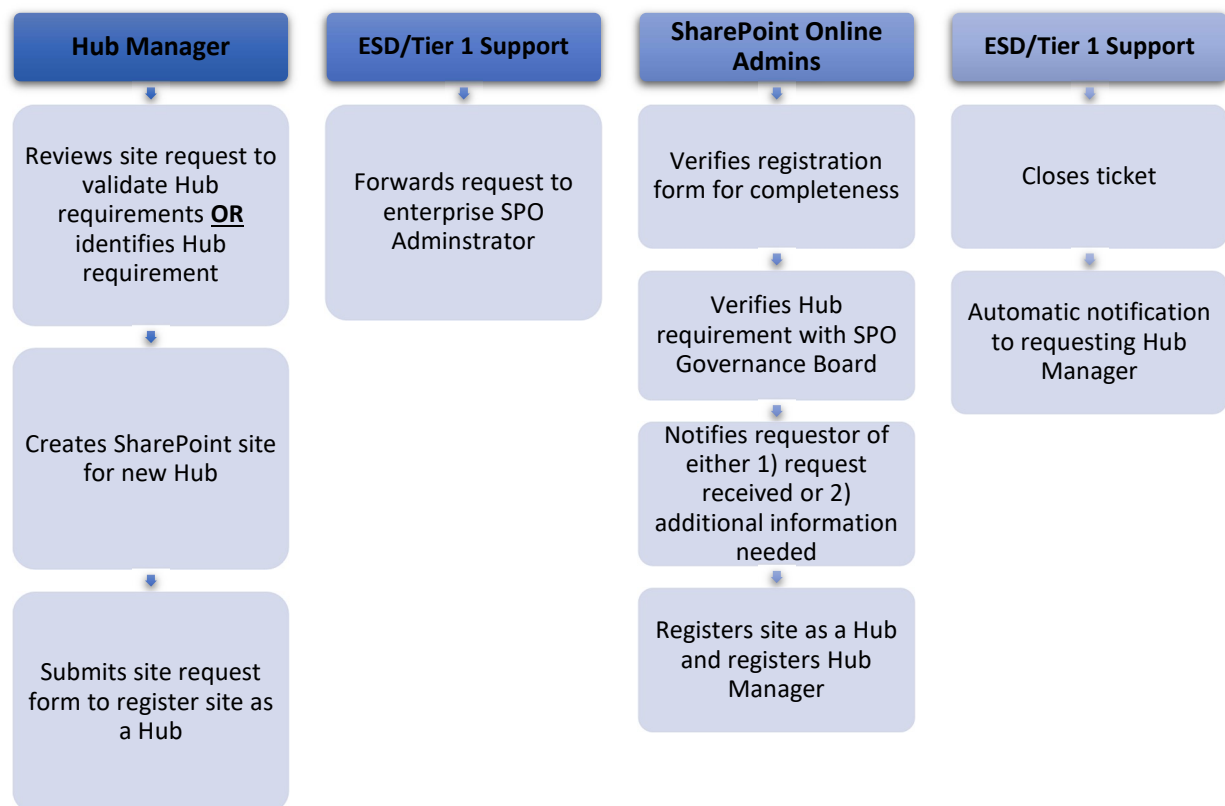 Hub Manager
Reviews site request to
validate Hub
requirements OR
identifies Hub
requirement
Creates SharePoint site
for new Hub
Submits site request
form to register site as
a Hub
ESD/Tier 1 Support
Forwards request to
enterprise SPO
Adminstrator
SharePoint Online
Admins
Verifies registration
form for completeness
Verifies Hub
requirement with SPO
Governance Board
Notifies requestor of
either 1) request
received or 2)
additional information
needed
Registers site as a Hub
and registers Hub
Manager
ESD/Tier 1 Support
Closes ticket
Automatic notification
to requesting Hub
Manager